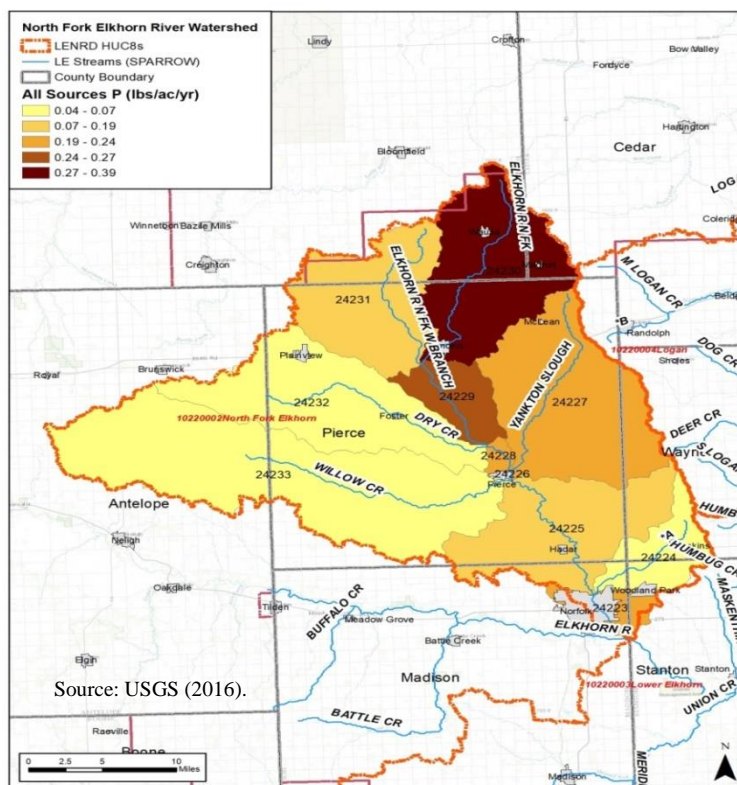 North Fork Elkhorn River Watershed
LENRD HUC8s
LE Streams (SPARROW)
County Boundary
All Sources P (lbs/ac/yr)
0.04 - 0.07
0.07 - 0.19
0.19 - 0.24
0.24 - 0.27
0.27 - 0.39
Lindy
Crofton
Bow Valley
Fordyce
Hartington
Cedar
Bloomfield
Coleridge
Winnetoon
Bazile Mills
Creighton
ELKHORN R N FK
ELKHORN R N FK W BRANCH
24231
M LOGAN CR
Randolph
"B
McLean
10220004Logan
DOG CR
Sholes
Plainview
Brunswick
Royal
YANKTON SLOUGH
24229
24227
24232
10220002North Fork Elkhorn
Foster
DRY CR
Pierce
DEER CR
24228
24226
Pierce
24233
WILLOW CR
Antelope
Neligh
24225
Hadar
"A
24224
HUMBUG CR
Oakdale
Tilden
BUFFALO CR
Meadow Grove
Woodland Park
Norfolk
24223
ELKHORN R
Battle Creek
Elgin
Madison
Stanton
Stanton
10220003Lower Elkhorn
UNION CR
Source: USGS (2016).
BATTLE CR
Raeville
Boone
0 2.5 5 10
Miles
Madison
N